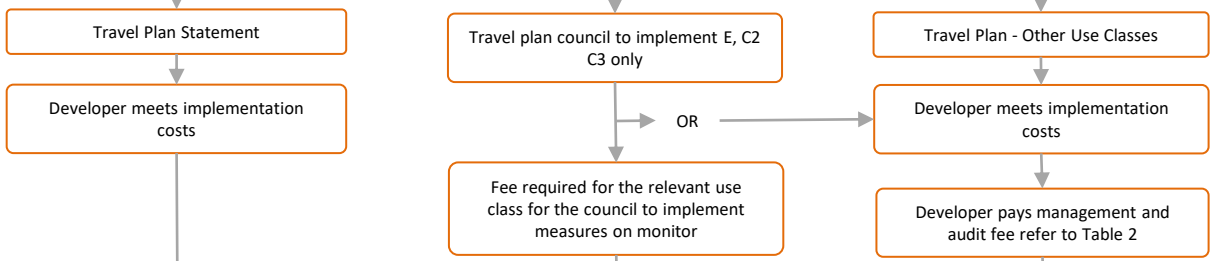 Travel Plan Statement
Developer meets implementation
costs
Travel plan council to implement E, C2
C3 only
OR
Fee required for the relevant use
class for the council to implement
measures on monitor
Travel Plan - Other Use Classes
Developer meets implementation
costs
Developer pays management and
audit fee refer to Table 2